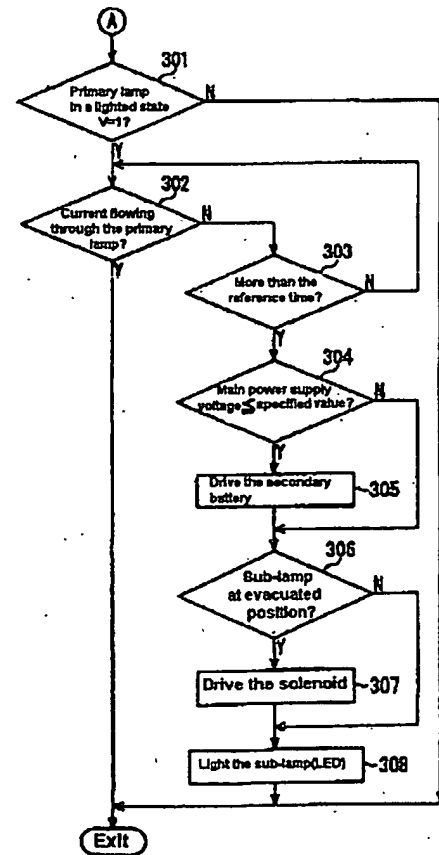 A
301
Primary lamp
in a lighted state
V=1?
N
Y
302
Current flowing
through the primary
lamp?
N
Y
303
More than the
reference time?
N
Y
304
Main power supply
voltage≦specified value?
N
Y
Drive the secondary
battery
305
306
Sub-lamp
at evacuated
position?
N
Y
Drive the solenoid
307
Light the sub-lamp(LED)
308
Exit